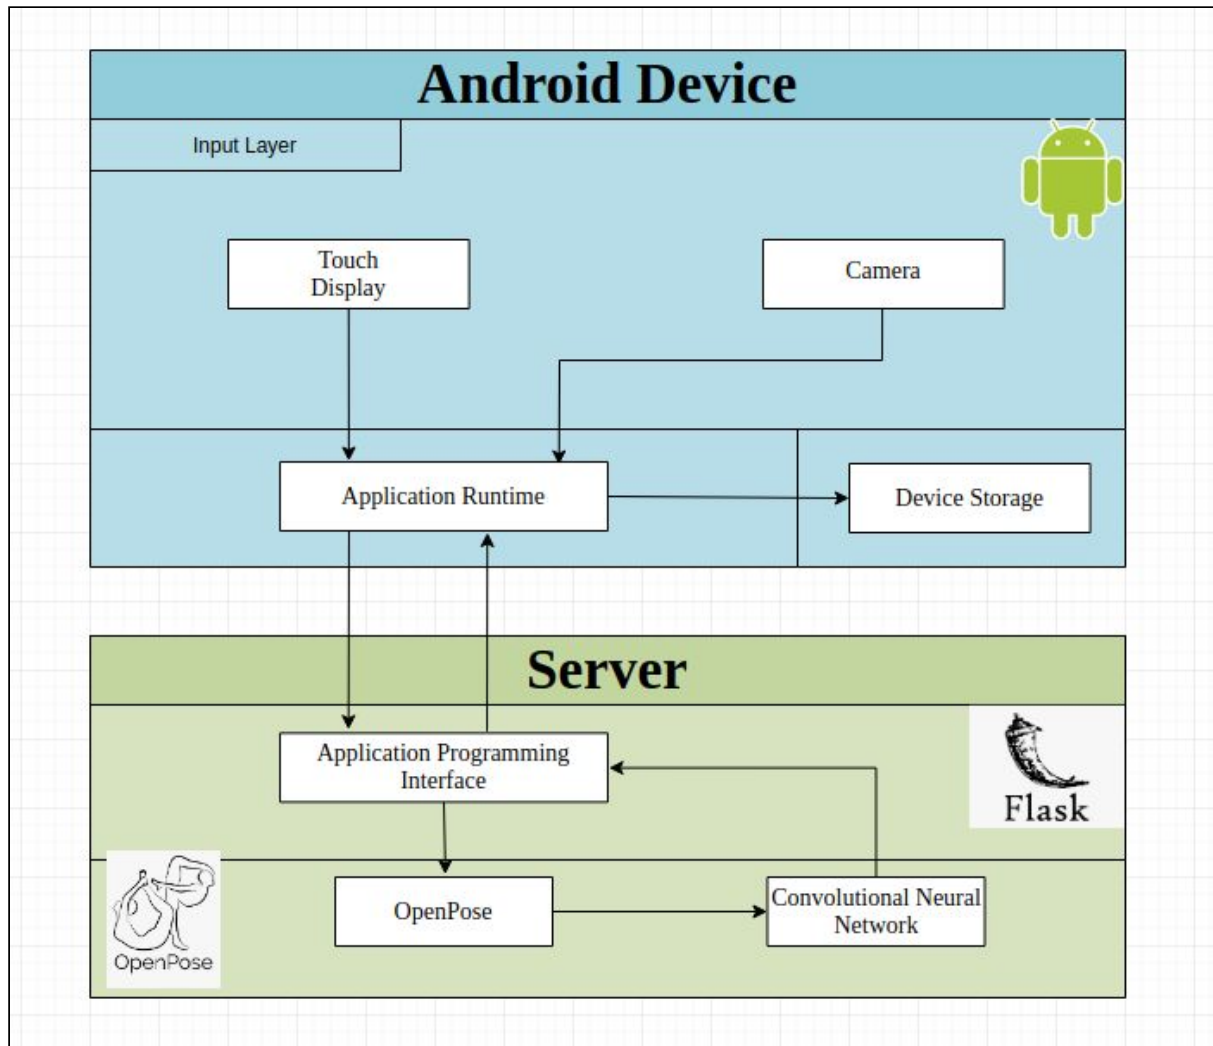 Android Device
Input Layer
Touch
Display
Camera
Application Runtime
Device Storage
Server
Application Programming
Interface
Flask
OpenPose
Convolutional Neural
Network
OpenPose